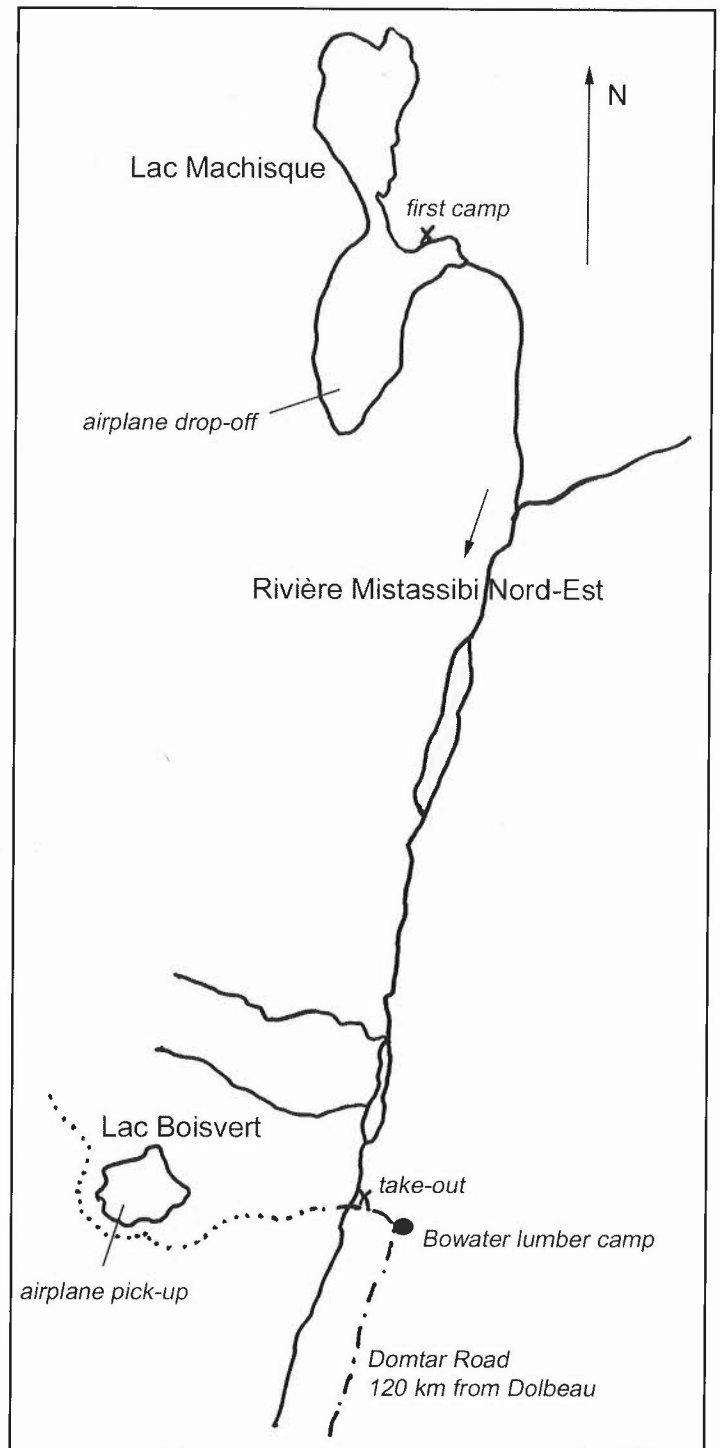 N
Lac Machisque
first camp
airplane drop-off
Rivière Mistassibi Nord-Est
Lac Boisvert
take-out
Bowater lumber camp
airplane pick-up
Domtar Road
120 km from Dolbeau